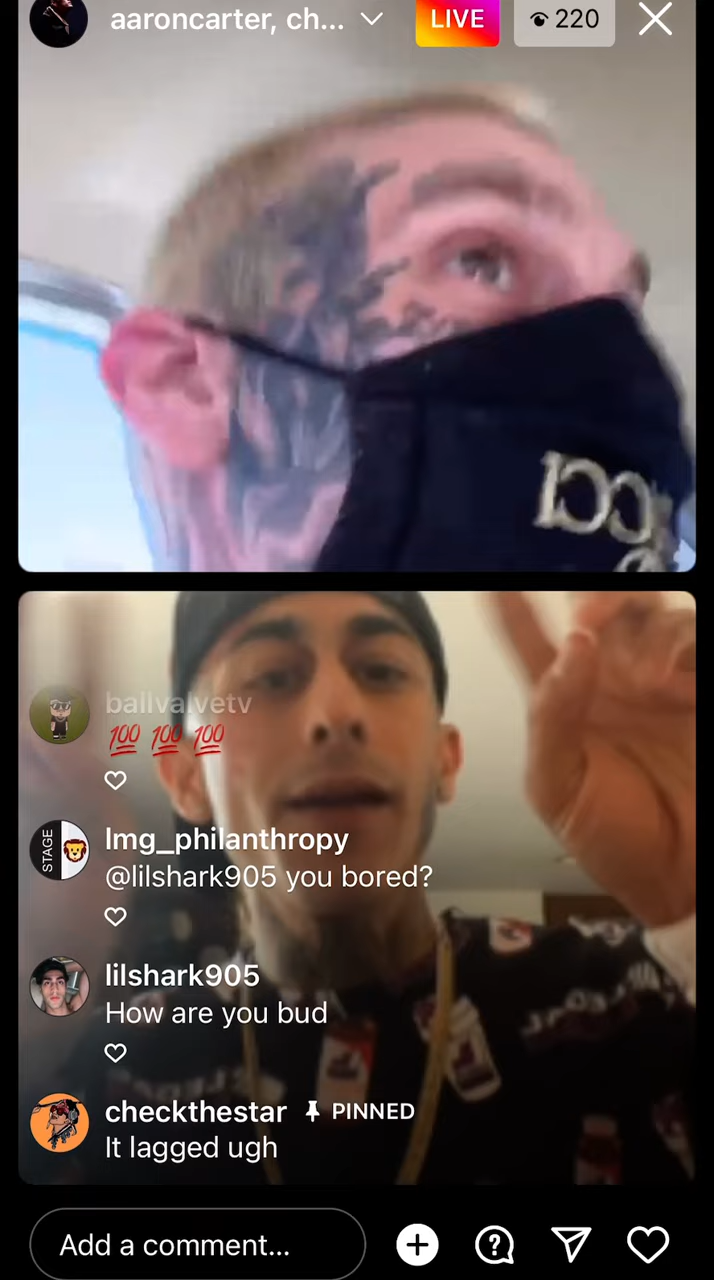 aaroncarter, ch...
LIVE
220
ballvalvetv
💯 💯 💯
lmg_philanthropy
@lilshark905 you bored?
STAGE
lilshark905
How are you bud
checkthestar PINNED
It lagged ugh
Add a comment...